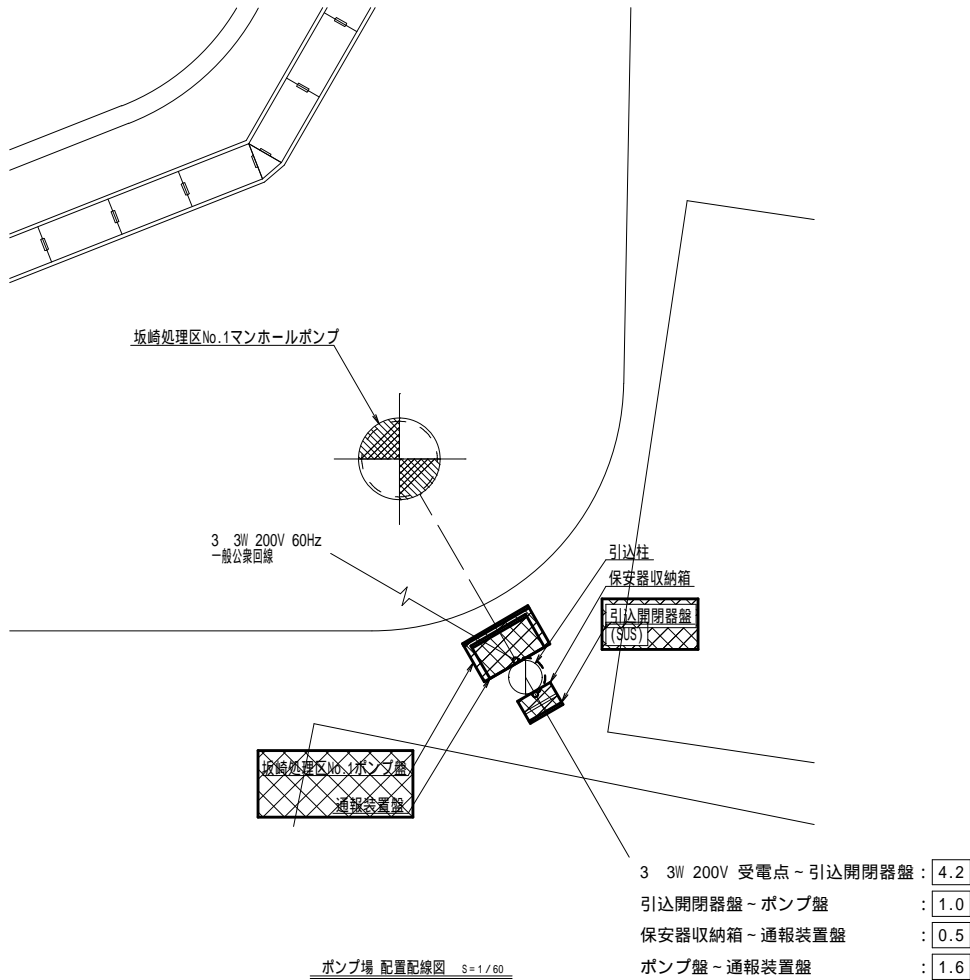 坂崎処理区No.1マンホールポンプ
3 3W 200V 60Hz
一般公衆回線
引込柱
保安器収納箱
引込開閉器盤
(SUS)
坂崎処理区No.1ポンプ盤
通報装置盤
3 3W 200V 受電点～引込開閉器盤 : 4.2
引込開閉器盤～ポンプ盤 : 1.0
保安器収納箱～通報装置盤 : 0.5
ポンプ盤～通報装置盤 : 1.6
ポンプ場 配置配線図 S=1/60